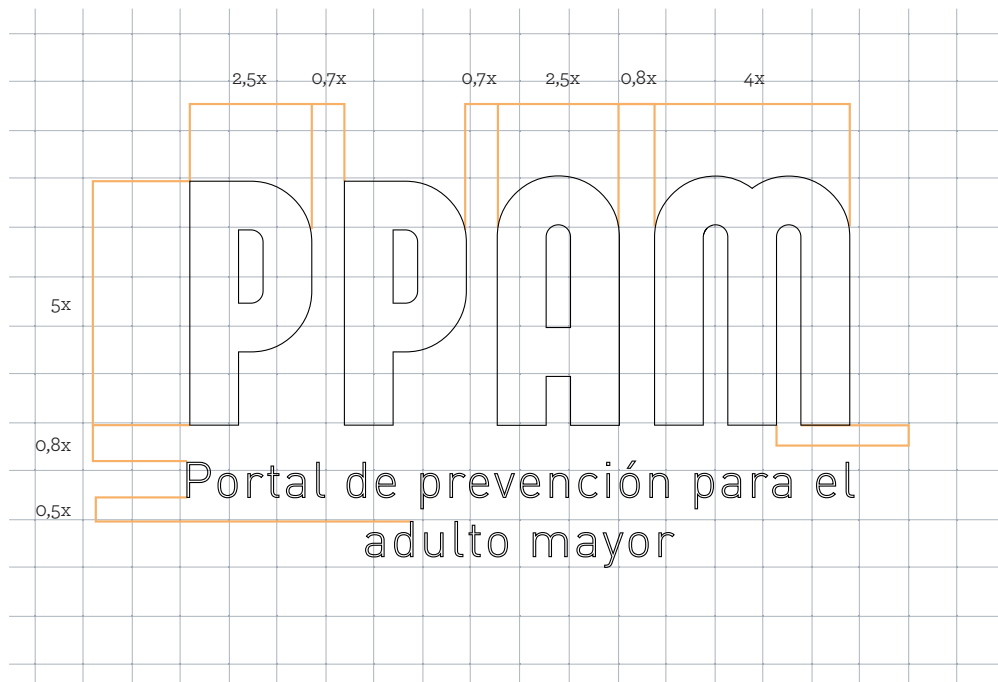 2,5x 0,7x 0,7x 2,5x 0,8x 4x
PPAM
5x
0,8x
Portal de prevención para el
0,5x
adulto mayor